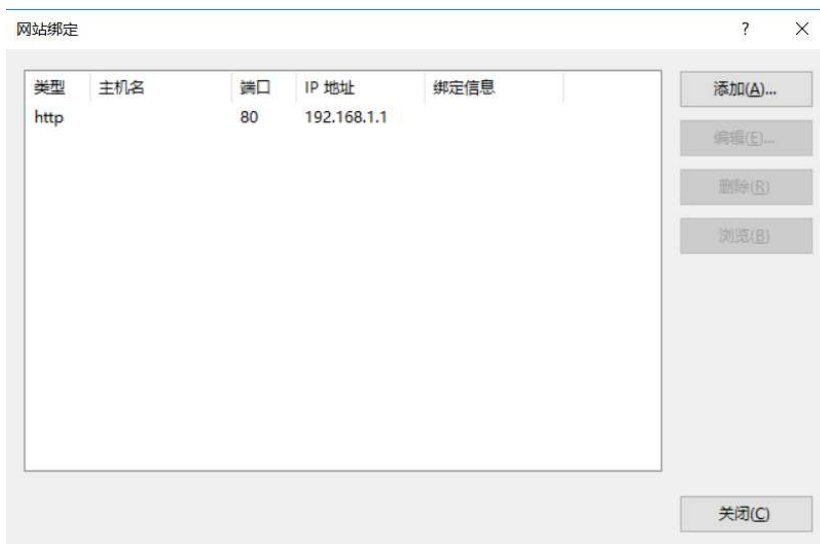 网站绑定 ? ×
类型 主机名 端口 IP 地址 绑定信息
http 80 192.168.1.1
添加(A)...
编辑(E)...
删除(R)
浏览(B)
关闭(C)